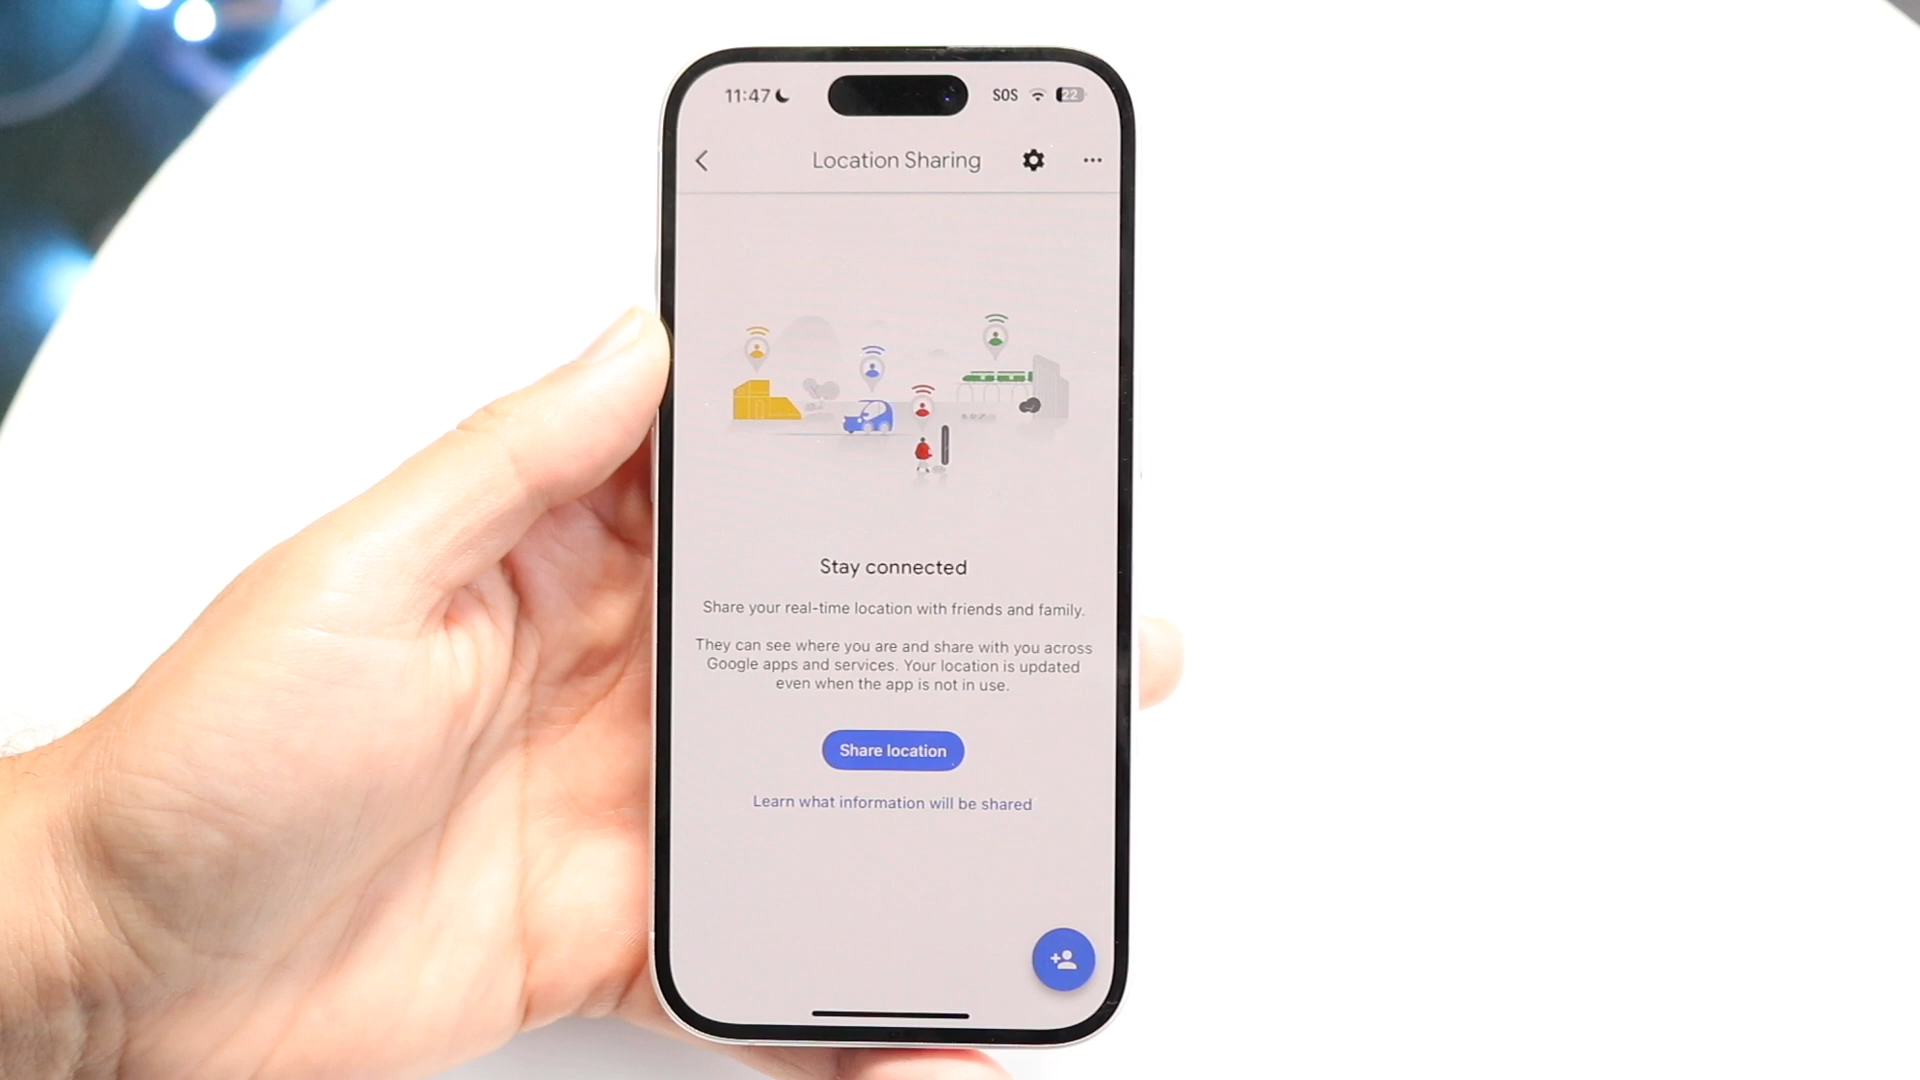 11:47
SOS
22
Location Sharing
Stay connected
Share your real-time location with friends and family.
They can see where you are and share with you across
Google apps and services. Your location is updated
even when the app is not in use.
Share location
Learn what information will be shared